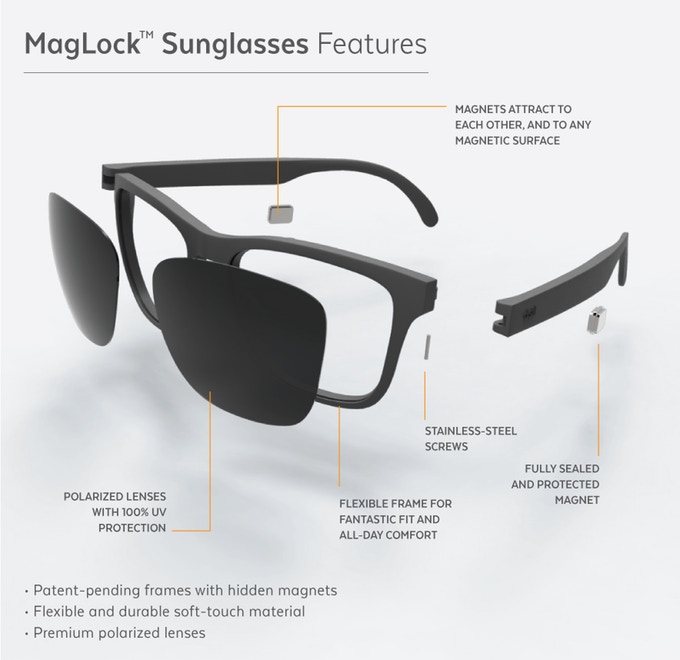 MagLock™ Sunglasses Features
MAGNETS ATTRACT TO
EACH OTHER, AND TO ANY
MAGNETIC SURFACE
STAINLESS-STEEL
SCREWS
FULLY SEALED
AND PROTECTED
MAGNET
POLARIZED LENSES
WITH 100% UV
PROTECTION
FLEXIBLE FRAME FOR
FANTASTIC FIT AND
ALL-DAY COMFORT
• Patent-pending frames with hidden magnets
• Flexible and durable soft-touch material
• Premium polarized lenses